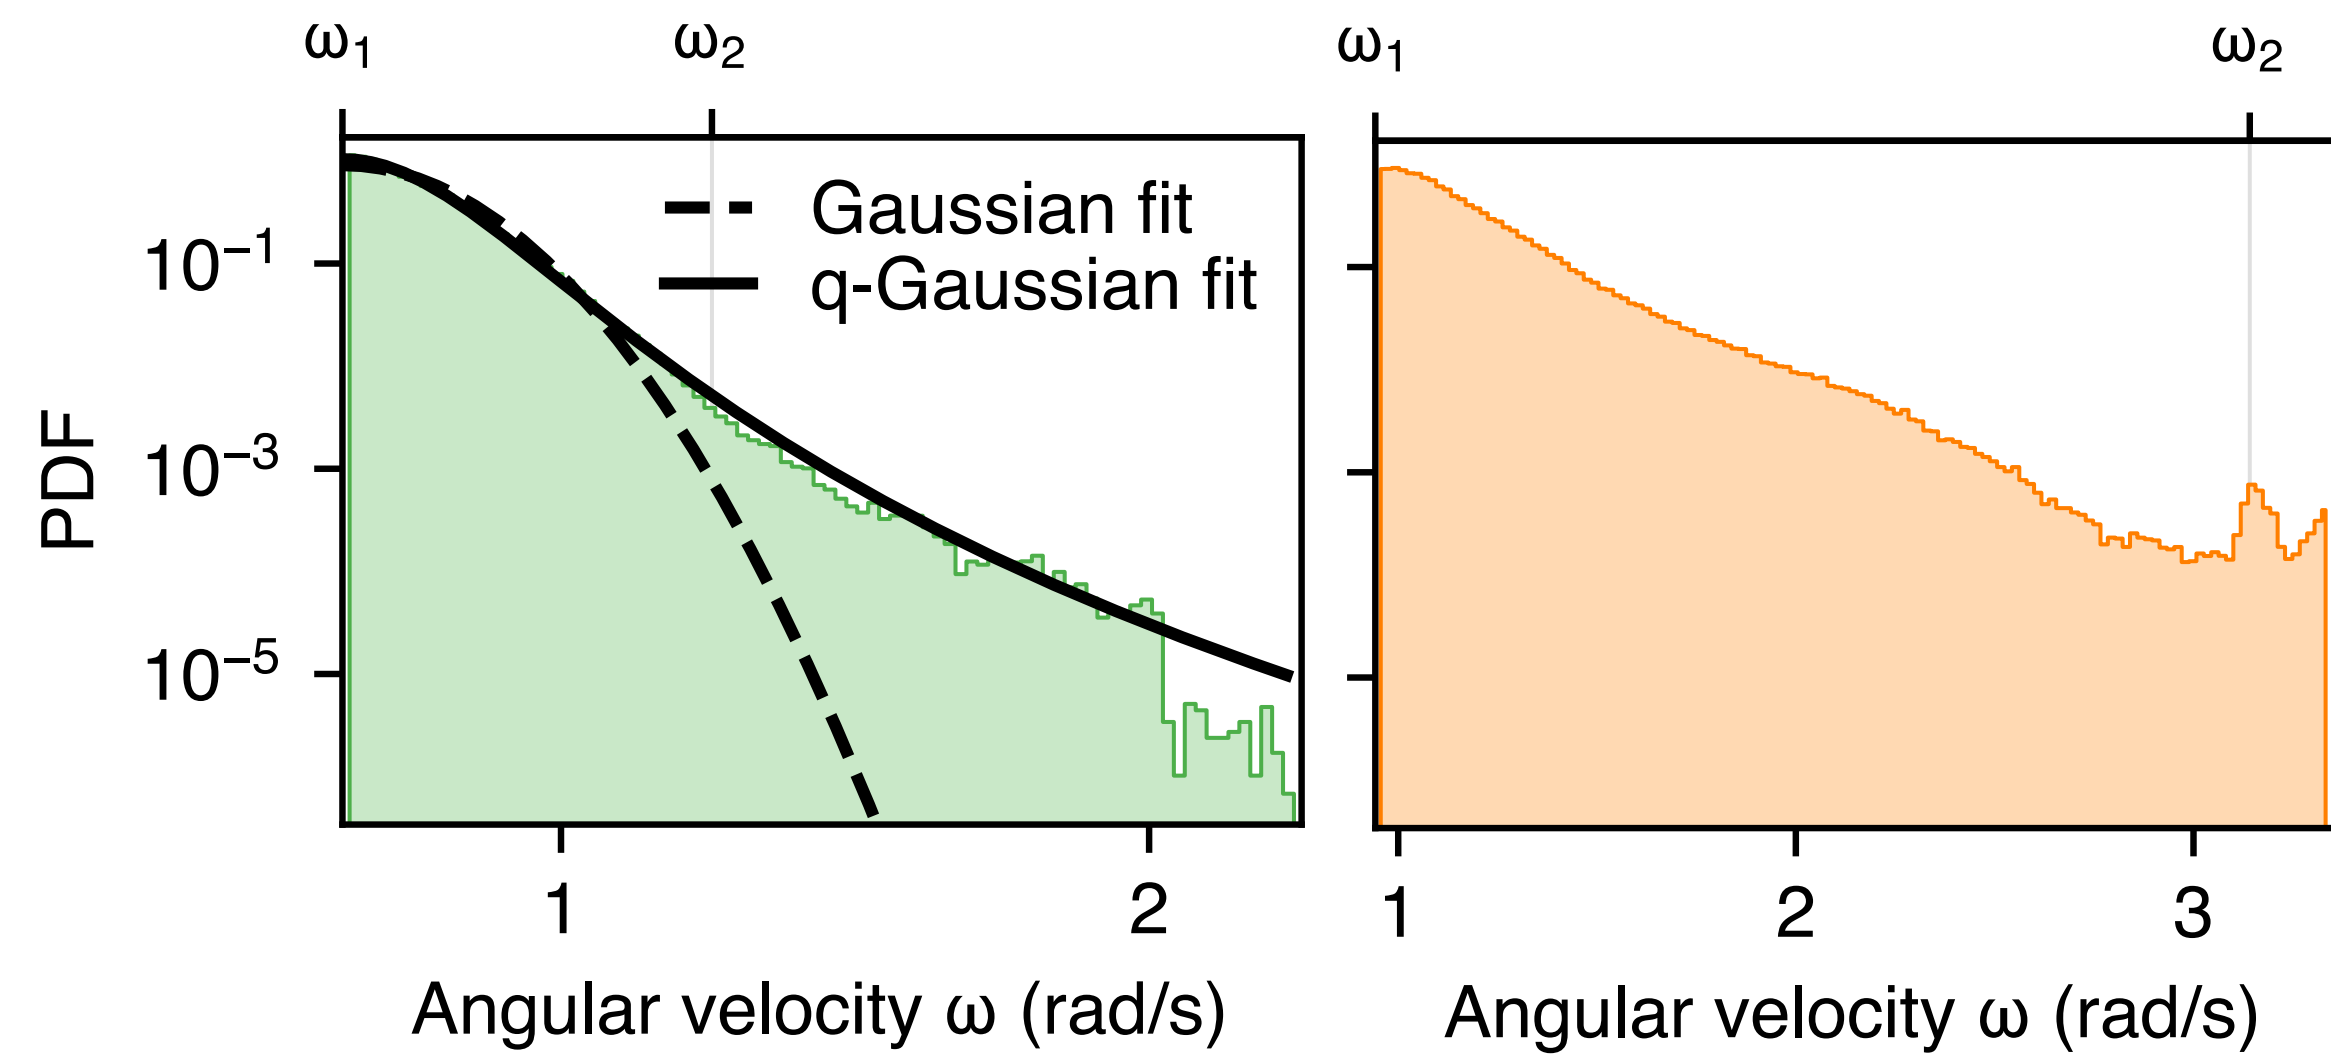 ω₁ ω₂ ω₁ ω₂
Gaussian fit
q-Gaussian fit
10⁻¹
10⁻³
10⁻⁵
PDF
1 2 1 2 3
Angular velocity ω (rad/s) Angular velocity ω (rad/s)